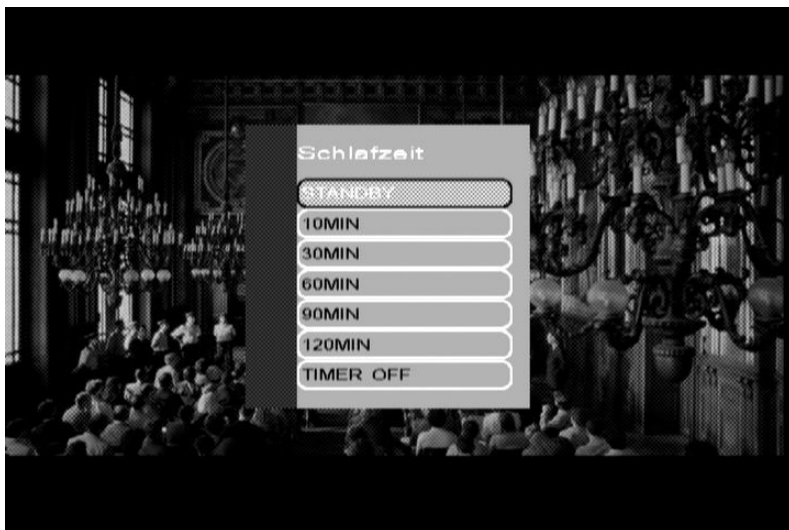 Schlafzeit
STANDBY
10MIN
30MIN
60MIN
90MIN
120MIN
TIMER OFF